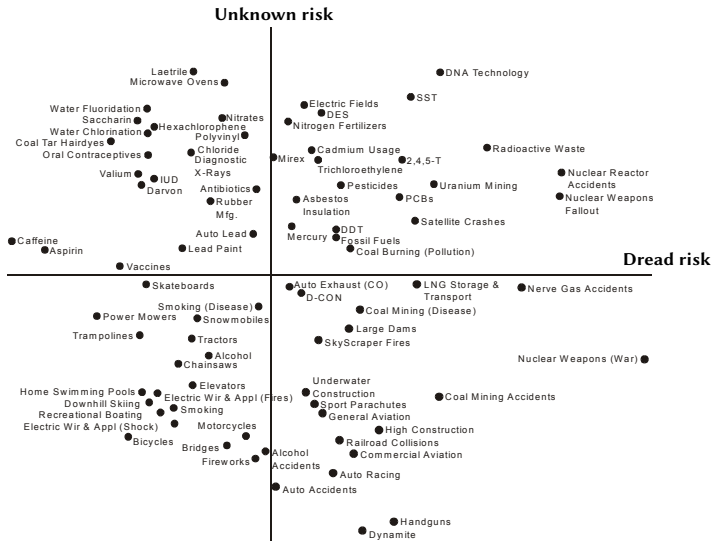 Unknown risk
Laetrile
Microwave Ovens
DNA Technology
SST
Water Fluoridation
Saccharin
Nitrates
Electric Fields
DES
Water Chlorination
Hexachlorophene
Nitrogen Fertilizers
Coal Tar Hairdyes
Polyvinyl
Chloride
Oral Contraceptives
Diagnostic
X-Rays
Mirex
Cadmium Usage
Trichloroethylene
2,4,5-T
Radioactive Waste
Valium
IUD
Darvon
Antibiotics
Pesticides
Uranium Mining
Nuclear Reactor
Accidents
Rubber
Mfg.
Asbestos
Insulation
PCBs
Nuclear Weapons
Fallout
Auto Lead
Mercury
DDT
Satellite Crashes
Caffeine
Aspirin
Lead Paint
Fossil Fuels
Coal Burning (Pollution)
Vaccines
Dread risk
Skateboards
Auto Exhaust (CO)
D-CON
LNG Storage &
Transport
Nerve Gas Accidents
Smoking (Disease)
Coal Mining (Disease)
Power Mowers
Snowmobiles
Large Dams
Trampolines
Tractors
SkyScraper Fires
Alcohol
Chainsaws
Nuclear Weapons (War)
Elevators
Underwater
Construction
Home Swimming Pools
Electric Wir & Appl (Fires)
Coal Mining Accidents
Downhill Skiing
Smoking
Sport Parachutes
Recreational Boating
General Aviation
Electric Wir & Appl (Shock)
Motorcycles
High Construction
Bicycles
Bridges
Railroad Collisions
Fireworks
Alcohol
Accidents
Commercial Aviation
Auto Racing
Auto Accidents
Handguns
Dynamite